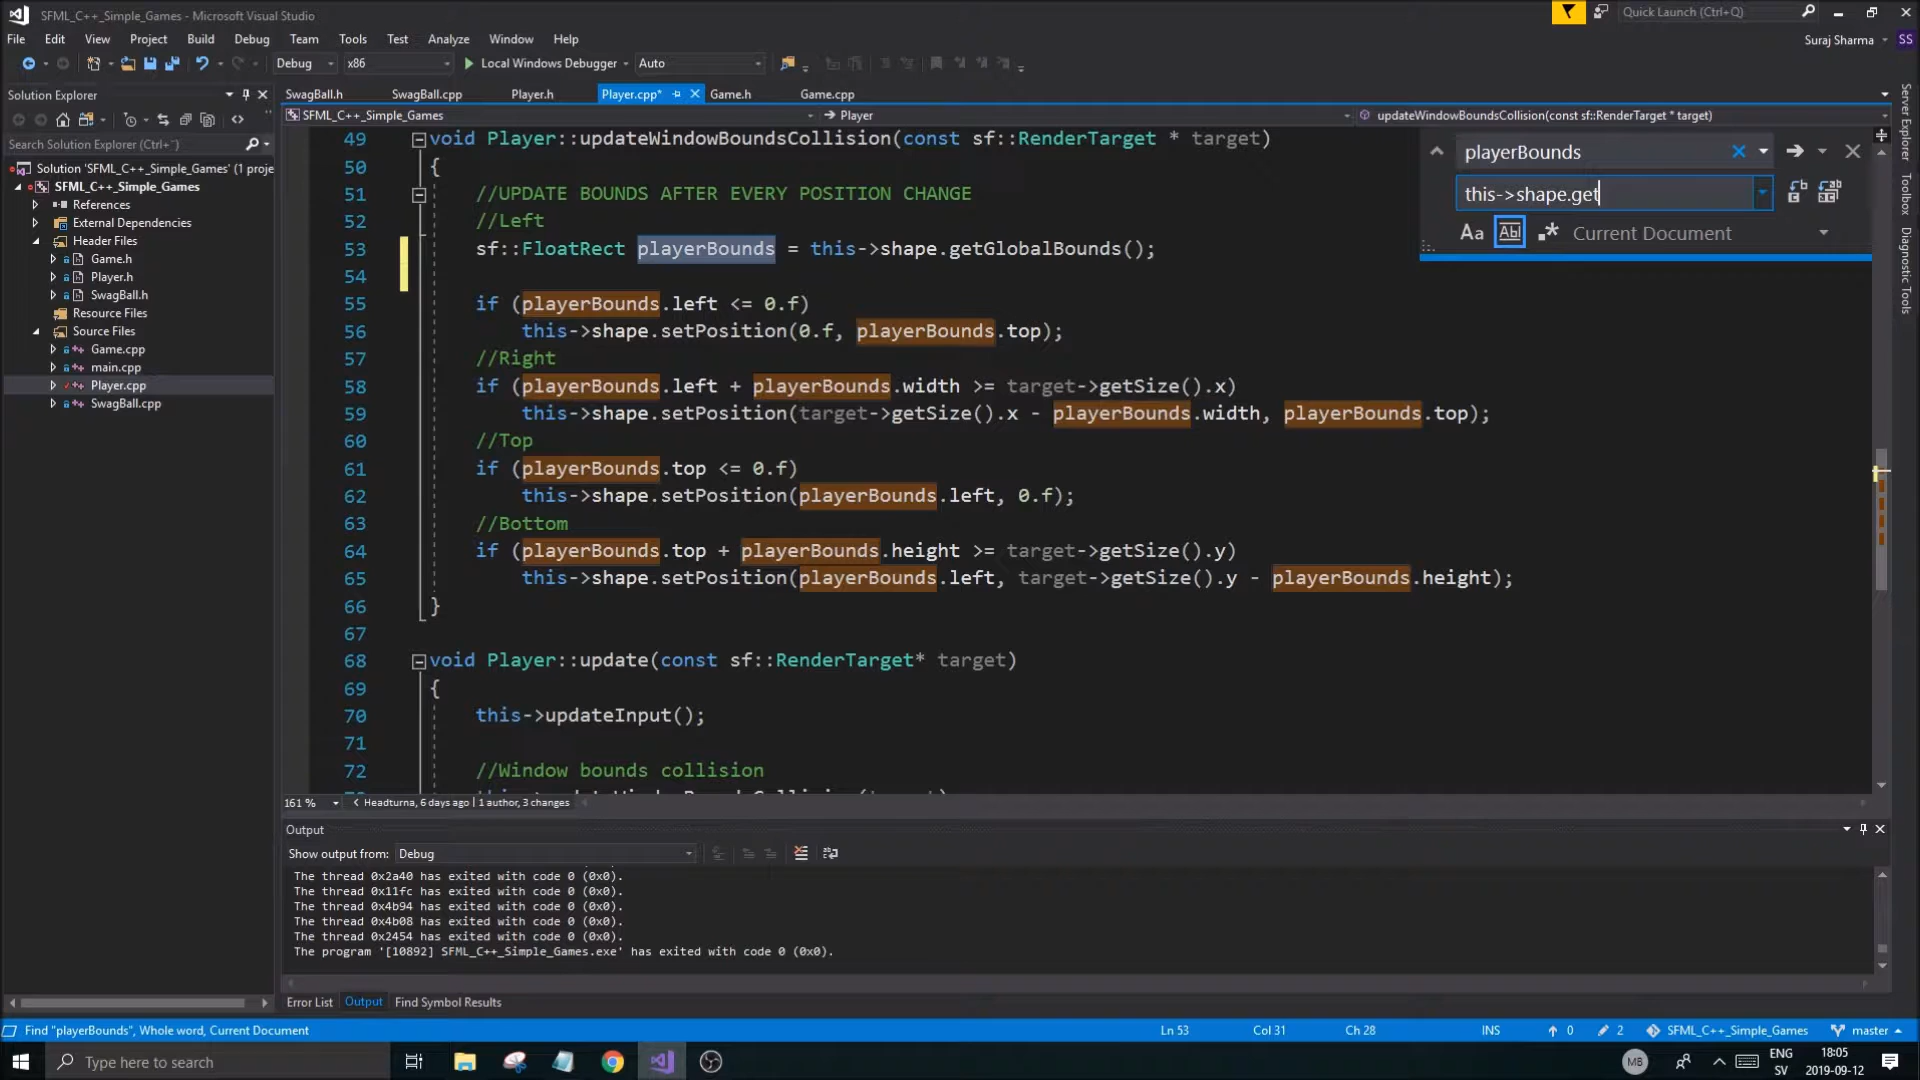 SFML_C++_Simple_Games - Microsoft Visual Studio
Quick Launch (Ctrl+Q)
File Edit View Project Build Debug Team Tools Test Analyze Window Help
Suraj Sharma SS
Debug x86 Local Windows Debugger Auto
Solution Explorer
SwagBall.h SwagBall.cpp Player.h Player.cpp* Game.h Game.cpp
SFML_C++_Simple_Games Player updateWindowBoundsCollision(const sf::RenderTarget * target)
Search Solution Explorer (Ctrl+¨)
Solution 'SFML_C++_Simple_Games' (1 proje
SFML_C++_Simple_Games
References
External Dependencies
Header Files
Game.h
Player.h
SwagBall.h
Resource Files
Source Files
Game.cpp
main.cpp
Player.cpp
SwagBall.cpp
49 void Player::updateWindowBoundsCollision(const sf::RenderTarget * target)
50 {
51 //UPDATE BOUNDS AFTER EVERY POSITION CHANGE
52 //Left
53 sf::FloatRect playerBounds = this->shape.getGlobalBounds();
54
55 if (playerBounds.left <= 0.f)
56 this->shape.setPosition(0.f, playerBounds.top);
57 //Right
58 if (playerBounds.left + playerBounds.width >= target->getSize().x)
59 this->shape.setPosition(target->getSize().x - playerBounds.width, playerBounds.top);
60 //Top
61 if (playerBounds.top <= 0.f)
62 this->shape.setPosition(playerBounds.left, 0.f);
63 //Bottom
64 if (playerBounds.top + playerBounds.height >= target->getSize().y)
65 this->shape.setPosition(playerBounds.left, target->getSize().y - playerBounds.height);
66 }
67
68 void Player::update(const sf::RenderTarget* target)
69 {
70 this->updateInput();
71
72 //Window bounds collision
playerBounds
this->shape.get
Aa Abl .* Current Document
Server Explorer
Toolbox
Diagnostic Tools
161 % Headturna, 6 days ago | 1 author, 3 changes
Output
Show output from: Debug
The thread 0x2a40 has exited with code 0 (0x0).
The thread 0x11fc has exited with code 0 (0x0).
The thread 0x4b94 has exited with code 0 (0x0).
The thread 0x4b08 has exited with code 0 (0x0).
The thread 0x2454 has exited with code 0 (0x0).
The program '[10892] SFML_C++_Simple_Games.exe' has exited with code 0 (0x0).
Error List Output Find Symbol Results
Find "playerBounds", Whole word, Current Document Ln 53 Col 31 Ch 28 INS 0 2 SFML_C++_Simple_Games master
Type here to search
MB
ENG
SV
18:05
2019-09-12